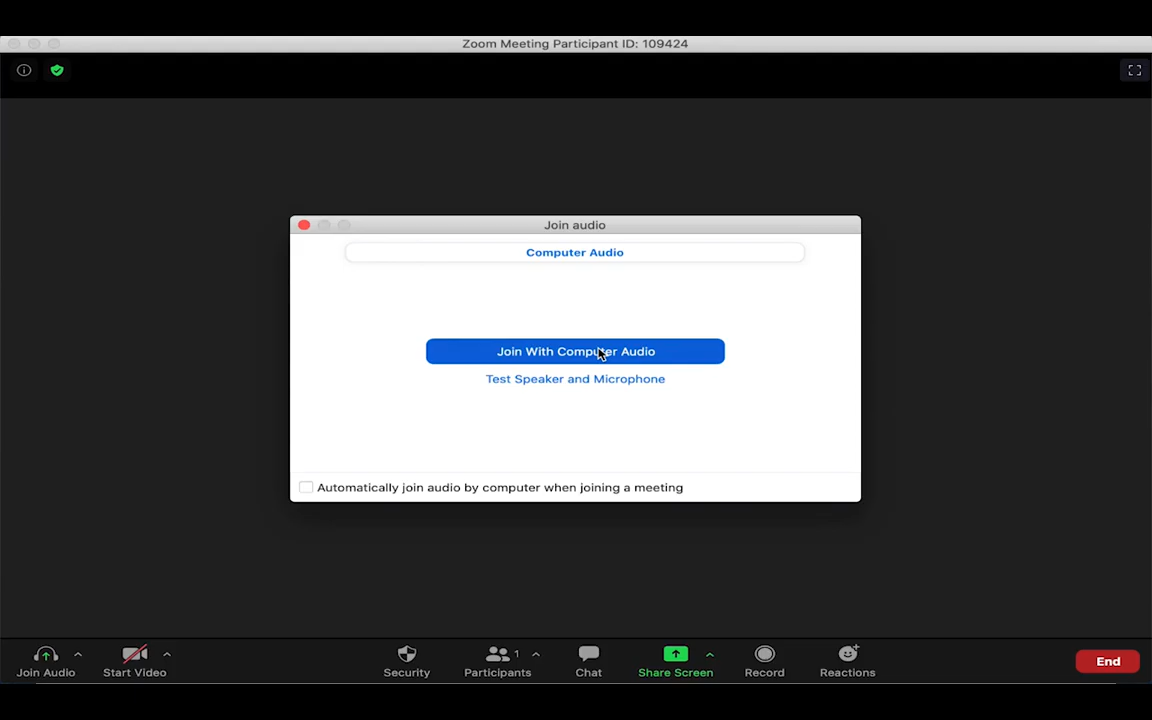 Zoom Meeting Participant ID: 109424
Join audio
Computer Audio
Join With Computer Audio
Test Speaker and Microphone
Automatically join audio by computer when joining a meeting
1
Join Audio
Start Video
Security
Participants
Chat
Share Screen
Record
Reactions
End